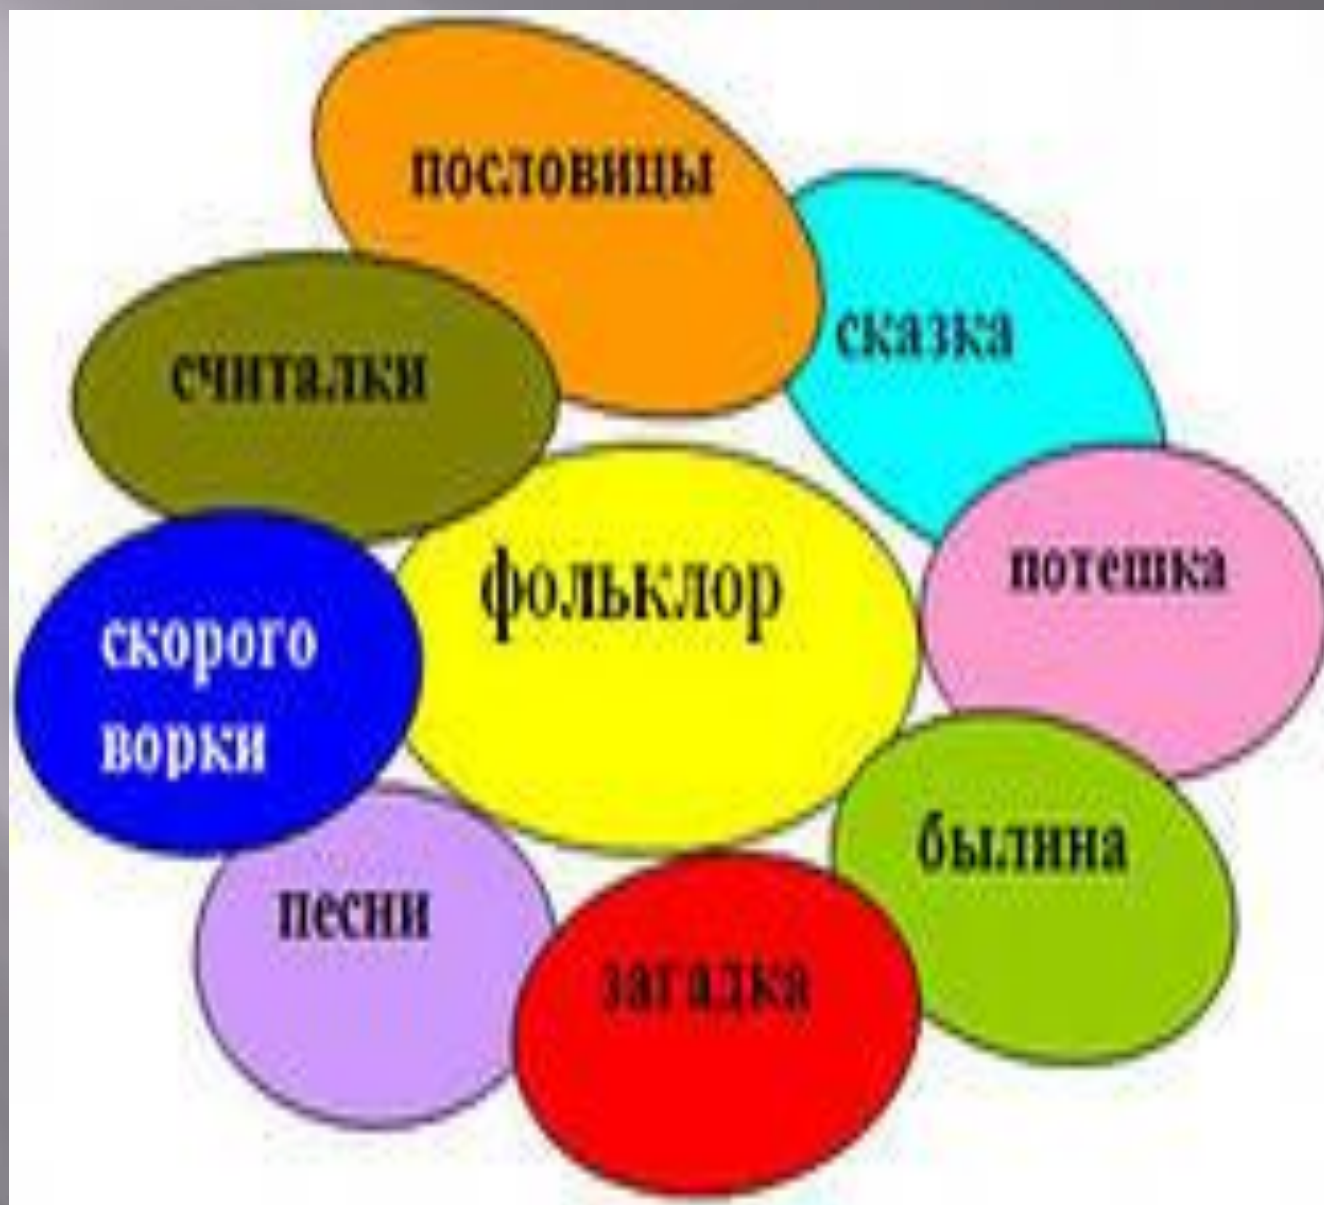 пословицы
сказка
считалки
фольклор
потешка
скорого
ворки
былина
песни
загадка